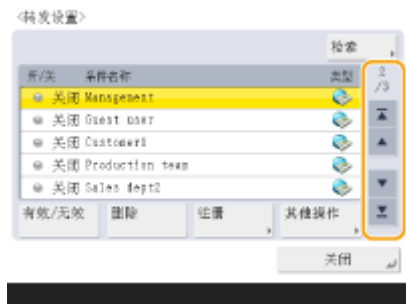 <转发设置>
检索
开/关 条件名称 类型
2
/3
关闭 Management
关闭 Guest user
关闭 Customer1
关闭 Production team
关闭 Sales dept2
有效/无效 删除 注册 其他操作
关闭